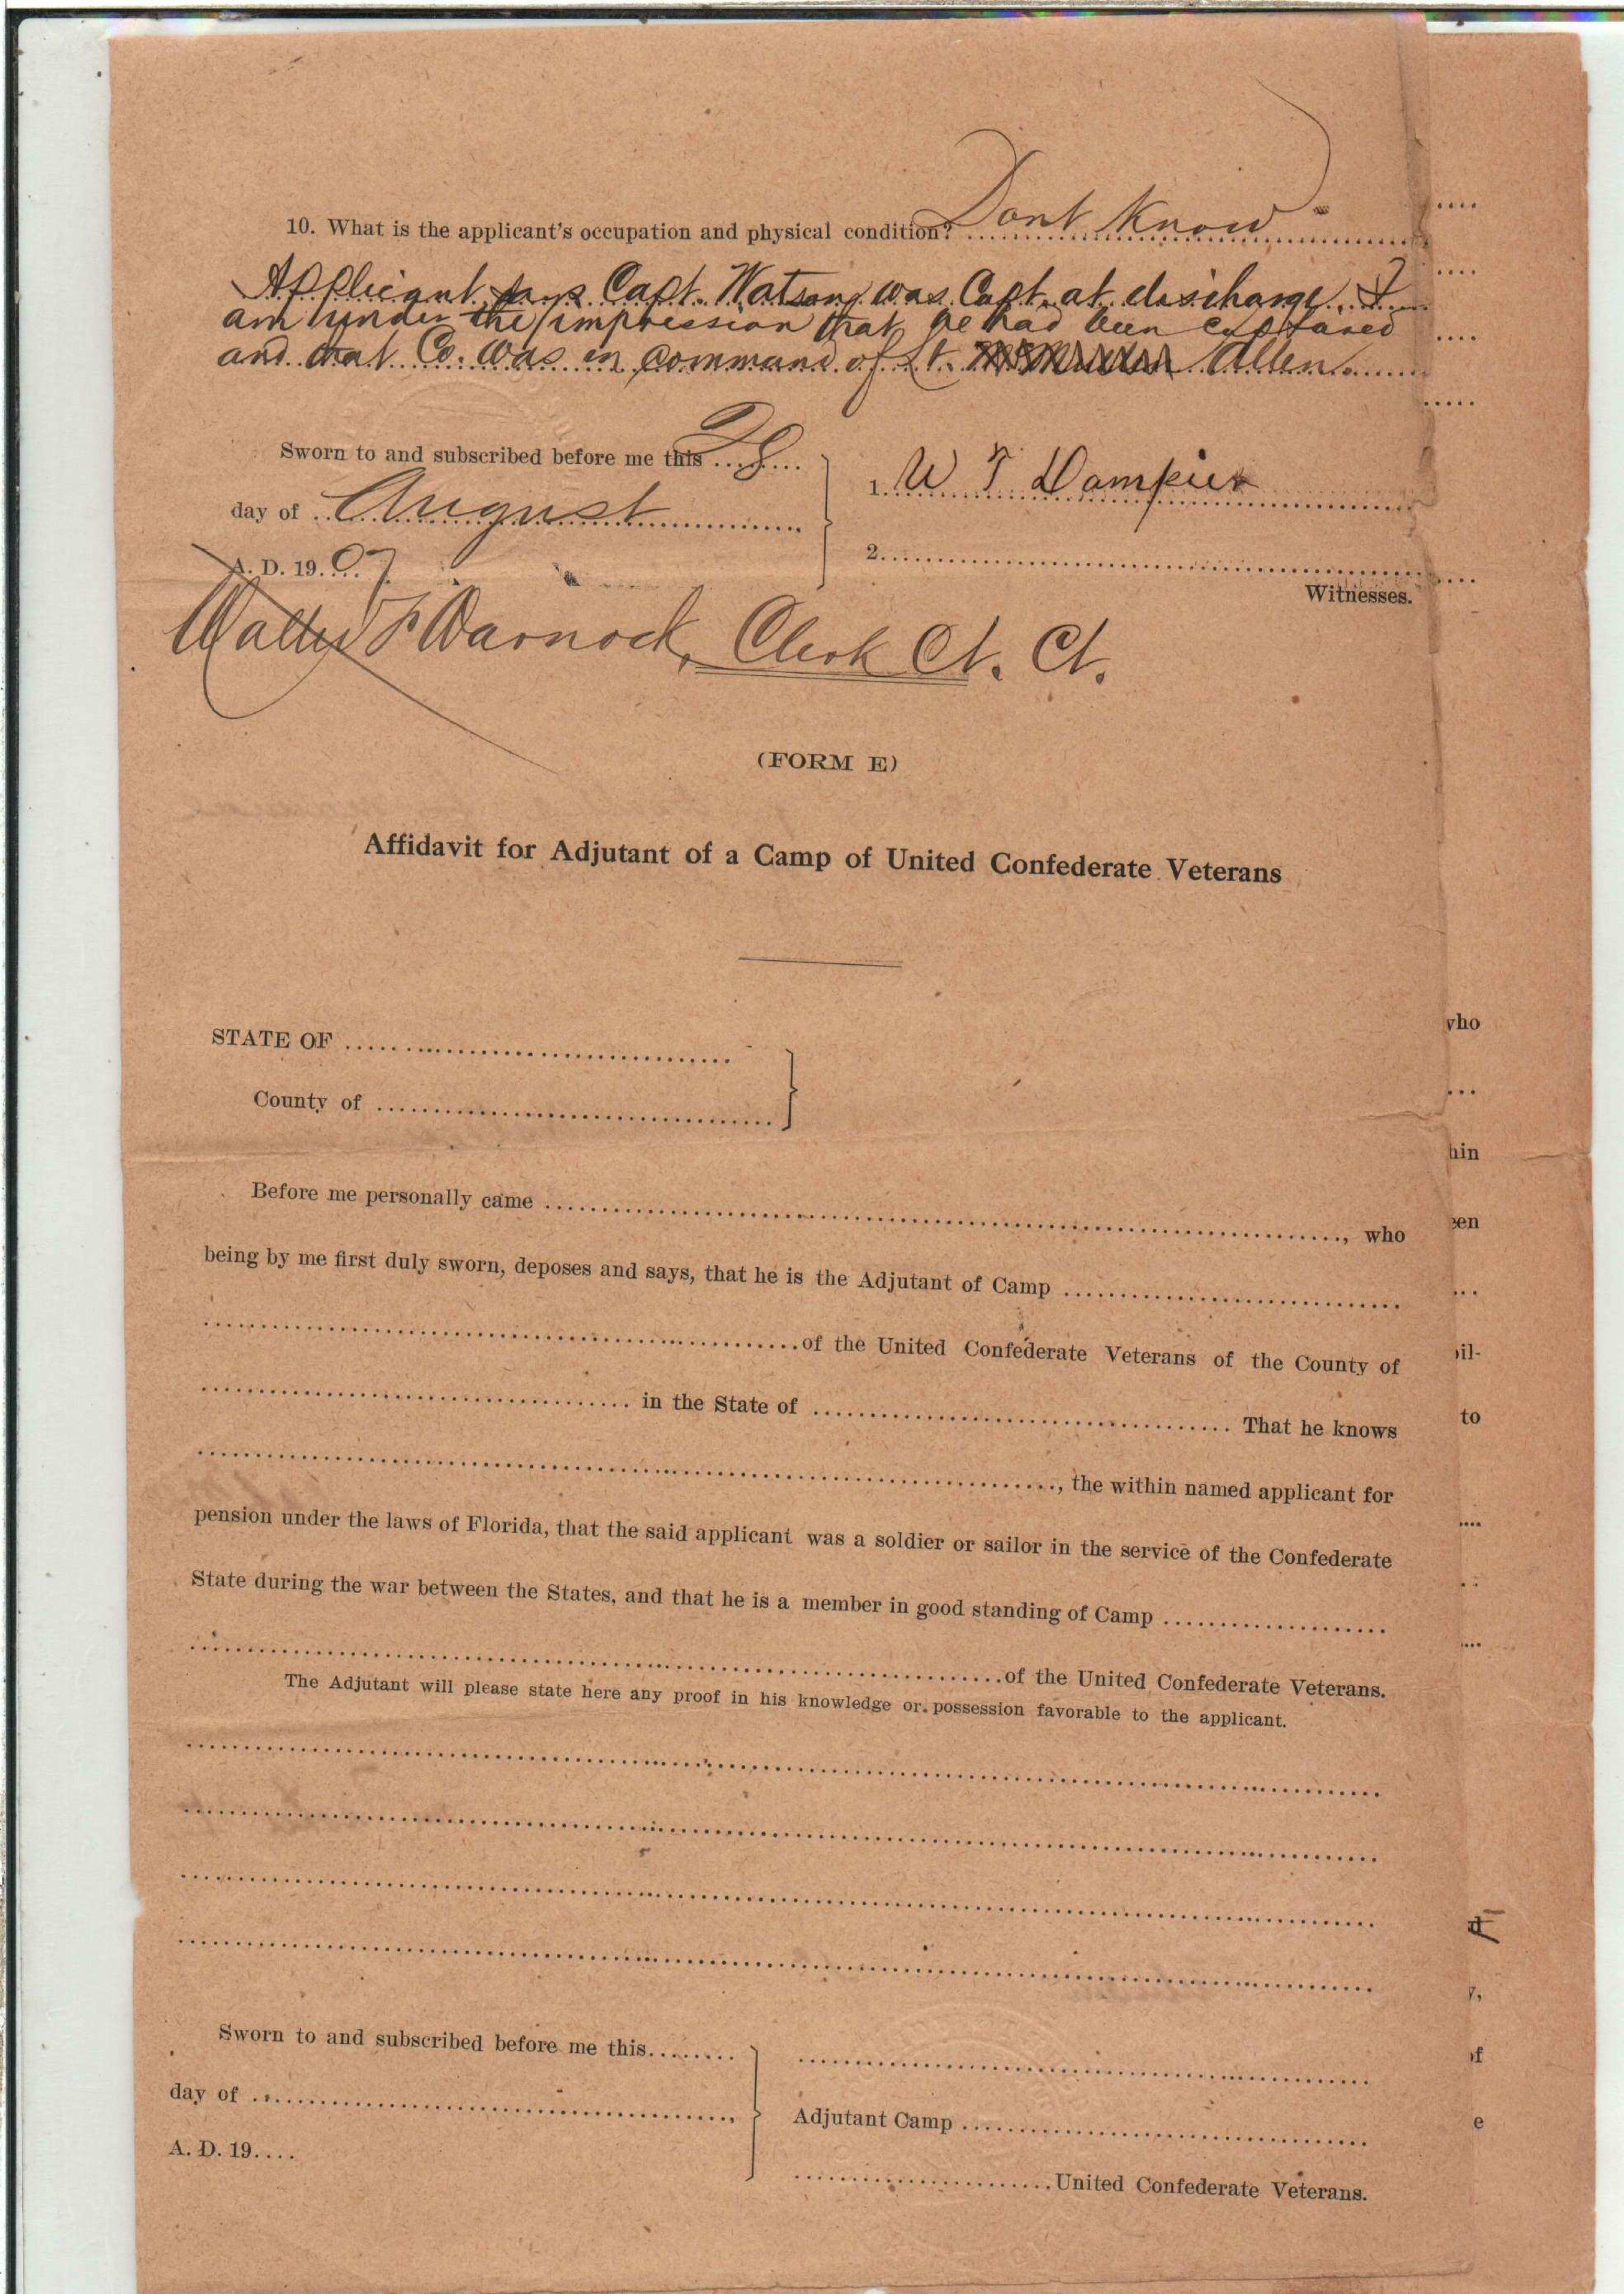 10. What is the applicant's occupation and physical condition? Dont Know
Applicant says Capt. Watson was Capt. at discharge. I
am under the impression that he had been captured
and that Co. was in command of Lt. Allen
Sworn to and subscribed before me this 28
day of August
A. D. 1907
1. W T Dampier
2.
Witnesses.
Walter F Warnock, Clerk Ct. Ct.
(FORM E)
Affidavit for Adjutant of a Camp of United Confederate Veterans
STATE OF
County of
Before me personally came , who
being by me first duly sworn, deposes and says, that he is the Adjutant of Camp
of the United Confederate Veterans of the County of
in the State of That he knows
, the within named applicant for
pension under the laws of Florida, that the said applicant was a soldier or sailor in the service of the Confederate
State during the war between the States, and that he is a member in good standing of Camp
of the United Confederate Veterans.
The Adjutant will please state here any proof in his knowledge or possession favorable to the applicant.
Sworn to and subscribed before me this
day of
A. D. 19
Adjutant Camp
United Confederate Veterans.
who
hin
een
il-
to
y,
of
e